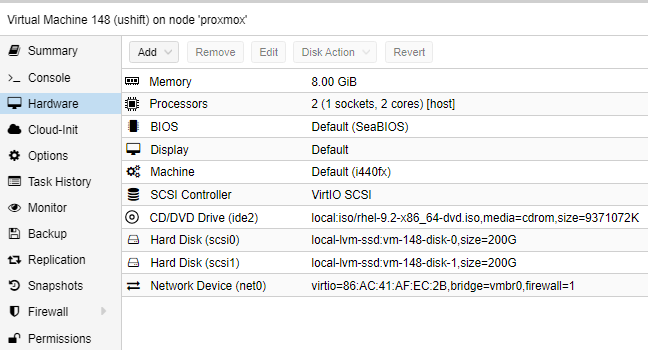 Virtual Machine 148 (ushift) on node 'proxmox'
Summary
Console
Hardware
Cloud-Init
Options
Task History
Monitor
Backup
Replication
Snapshots
Firewall
Permissions
Add Remove Edit Disk Action Revert
Memory 8.00 GiB
Processors 2 (1 sockets, 2 cores) [host]
BIOS Default (SeaBIOS)
Display Default
Machine Default (i440fx)
SCSI Controller VirtIO SCSI
CD/DVD Drive (ide2) local:iso/rhel-9.2-x86_64-dvd.iso,media=cdrom,size=9371072K
Hard Disk (scsi0) local-lvm-ssd:vm-148-disk-0,size=200G
Hard Disk (scsi1) local-lvm-ssd:vm-148-disk-1,size=200G
Network Device (net0) virtio=86:AC:41:AF:EC:2B,bridge=vmbr0,firewall=1